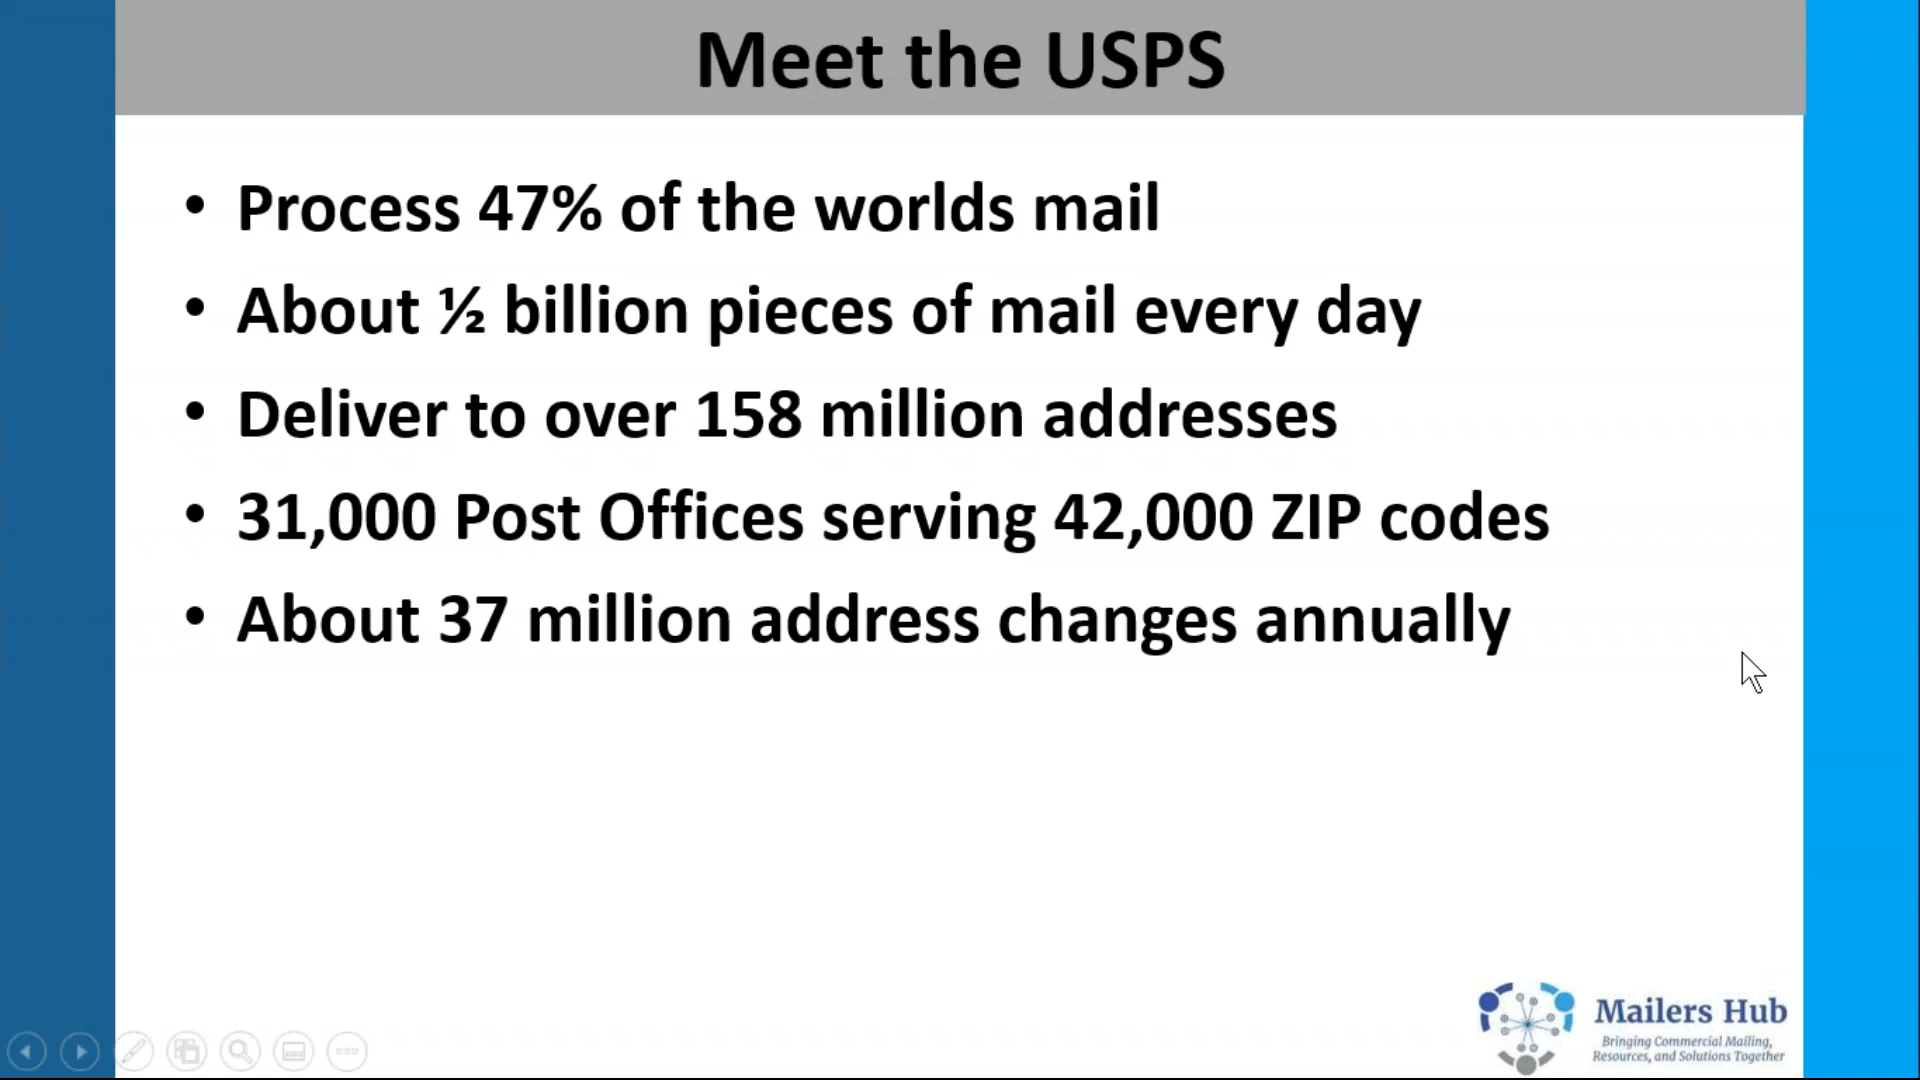 Meet the USPS
• Process 47% of the worlds mail
• About ½ billion pieces of mail every day
• Deliver to over 158 million addresses
• 31,000 Post Offices serving 42,000 ZIP codes
• About 37 million address changes annually
Mailers Hub
Bringing Commercial Mailing,
Resources, and Solutions Together